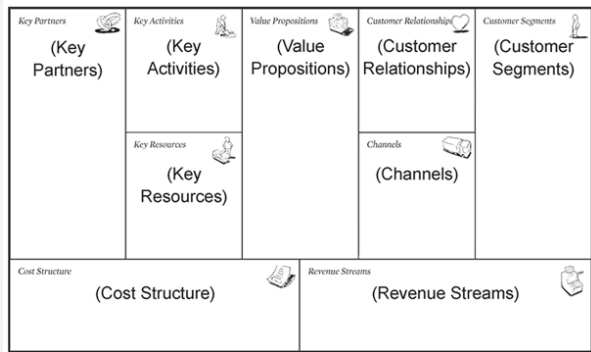 Key Partners
(Key
Partners)
Key Activities
(Key
Activities)
Key Resources
(Key
Resources)
Value Propositions
(Value
Propositions)
Customer Relationships
(Customer
Relationships)
Channels
(Channels)
Customer Segments
(Customer
Segments)
Cost Structure
(Cost Structure)
Revenue Streams
(Revenue Streams)